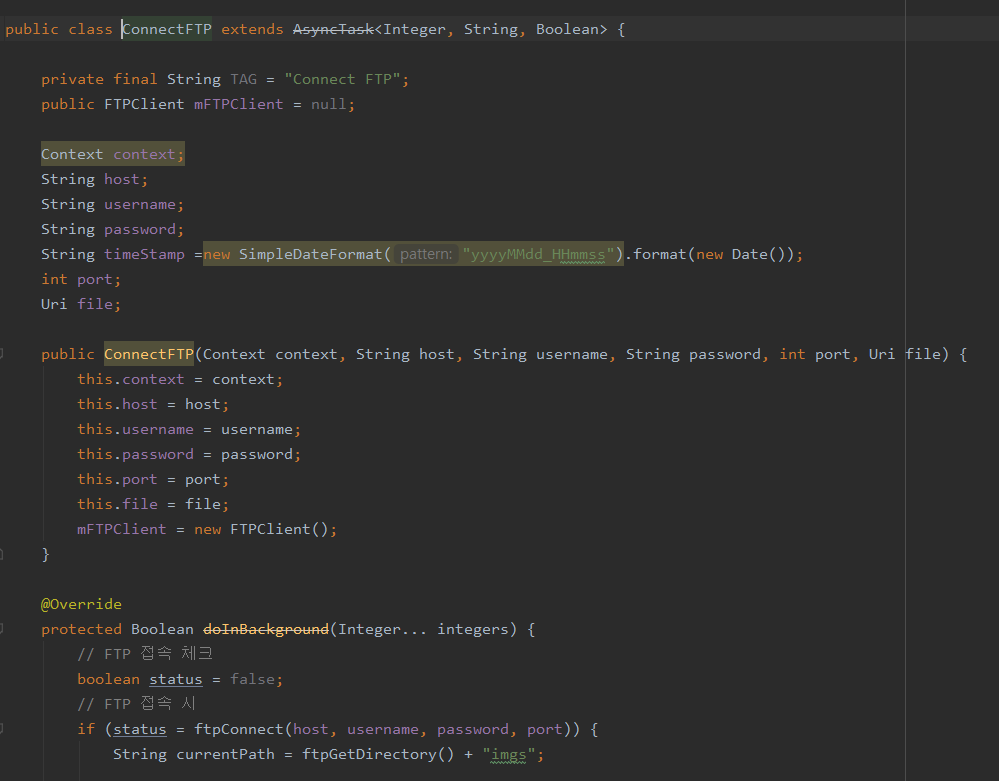 public class ConnectFTP extends AsyncTask<Integer, String, Boolean> {
private final String TAG = "Connect FTP";
public FTPClient mFTPClient = null;
Context context;
String host;
String username;
String password;
String timeStamp =new SimpleDateFormat( pattern: "yyyyMMdd_HHmmss").format(new Date());
int port;
Uri file;
public ConnectFTP(Context context, String host, String username, String password, int port, Uri file) {
this.context = context;
this.host = host;
this.username = username;
this.password = password;
this.port = port;
this.file = file;
mFTPClient = new FTPClient();
}
@Override
protected Boolean doInBackground(Integer... integers) {
// FTP 접속 체크
boolean status = false;
// FTP 접속 시
if (status = ftpConnect(host, username, password, port)) {
String currentPath = ftpGetDirectory() + "imgs";